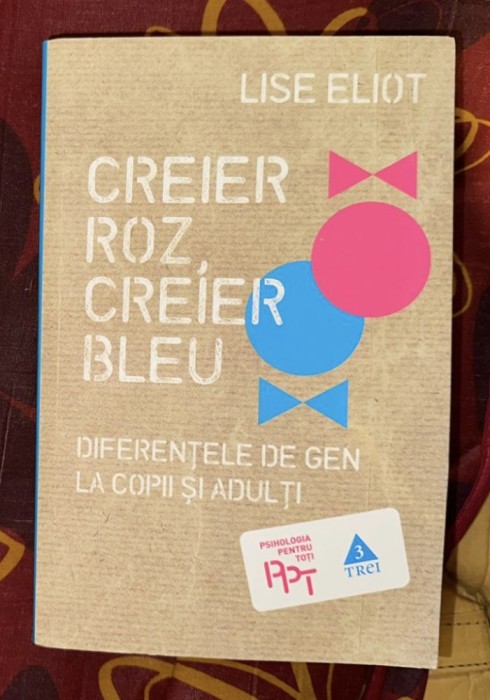 LISE ELIOT
CREIER
ROZ,
CREIER
BLEU
DIFERENȚELE DE GEN
LA COPII ȘI ADULȚI
PSIHOLOGIA
PENTRU
TOȚI
PPT
3
TREI